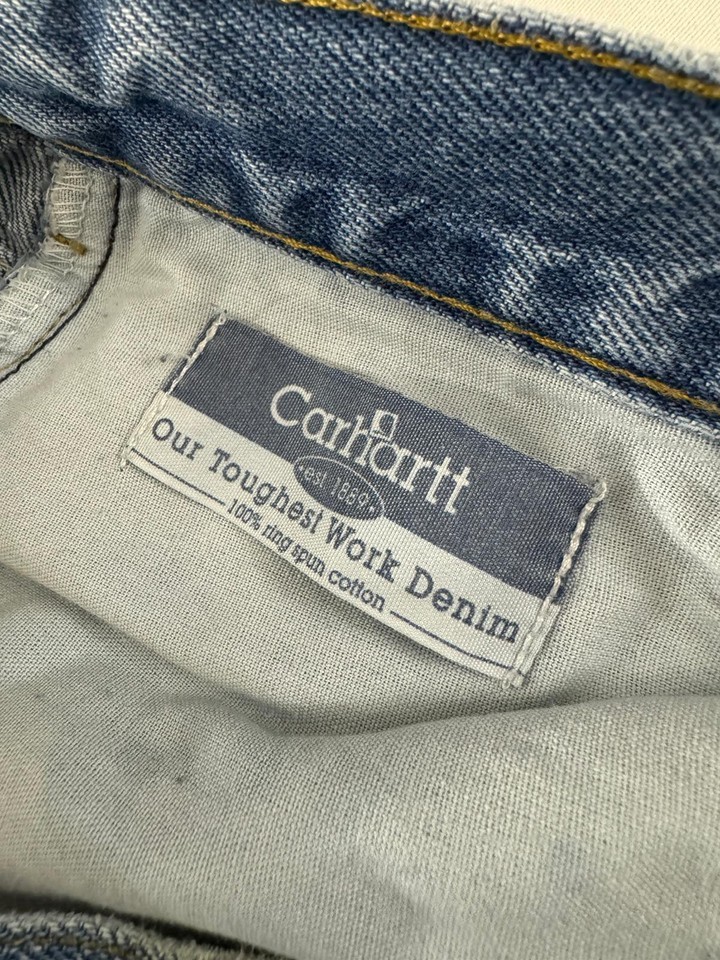 Carhartt
est 1889
Our Toughest Work Denim
100% ring spun cotton